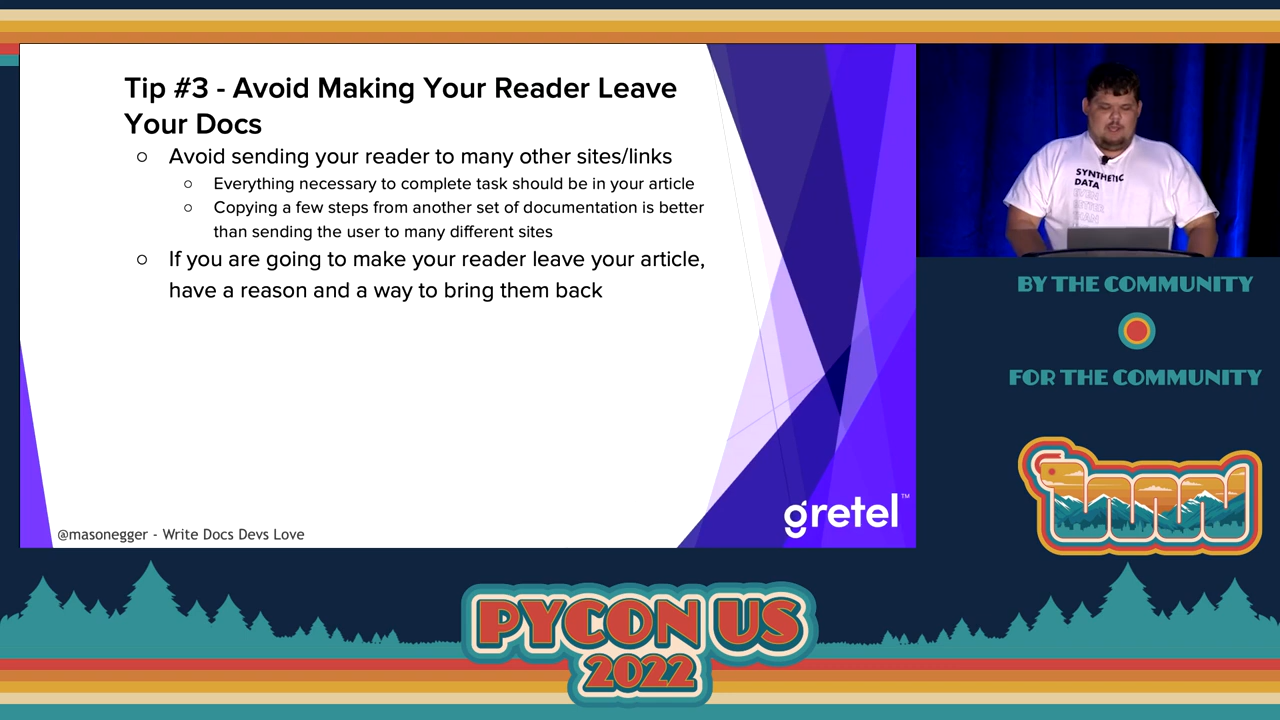 Tip #3 - Avoid Making Your Reader Leave
Your Docs
○ Avoid sending your reader to many other sites/links
○ Everything necessary to complete task should be in your article
○ Copying a few steps from another set of documentation is better
than sending the user to many different sites
○ If you are going to make your reader leave your article,
have a reason and a way to bring them back
@masonegger - Write Docs Devs Love
gretel™
SYNTHETIC
DATA
BY THE COMMUNITY
FOR THE COMMUNITY
PYCON US
2022